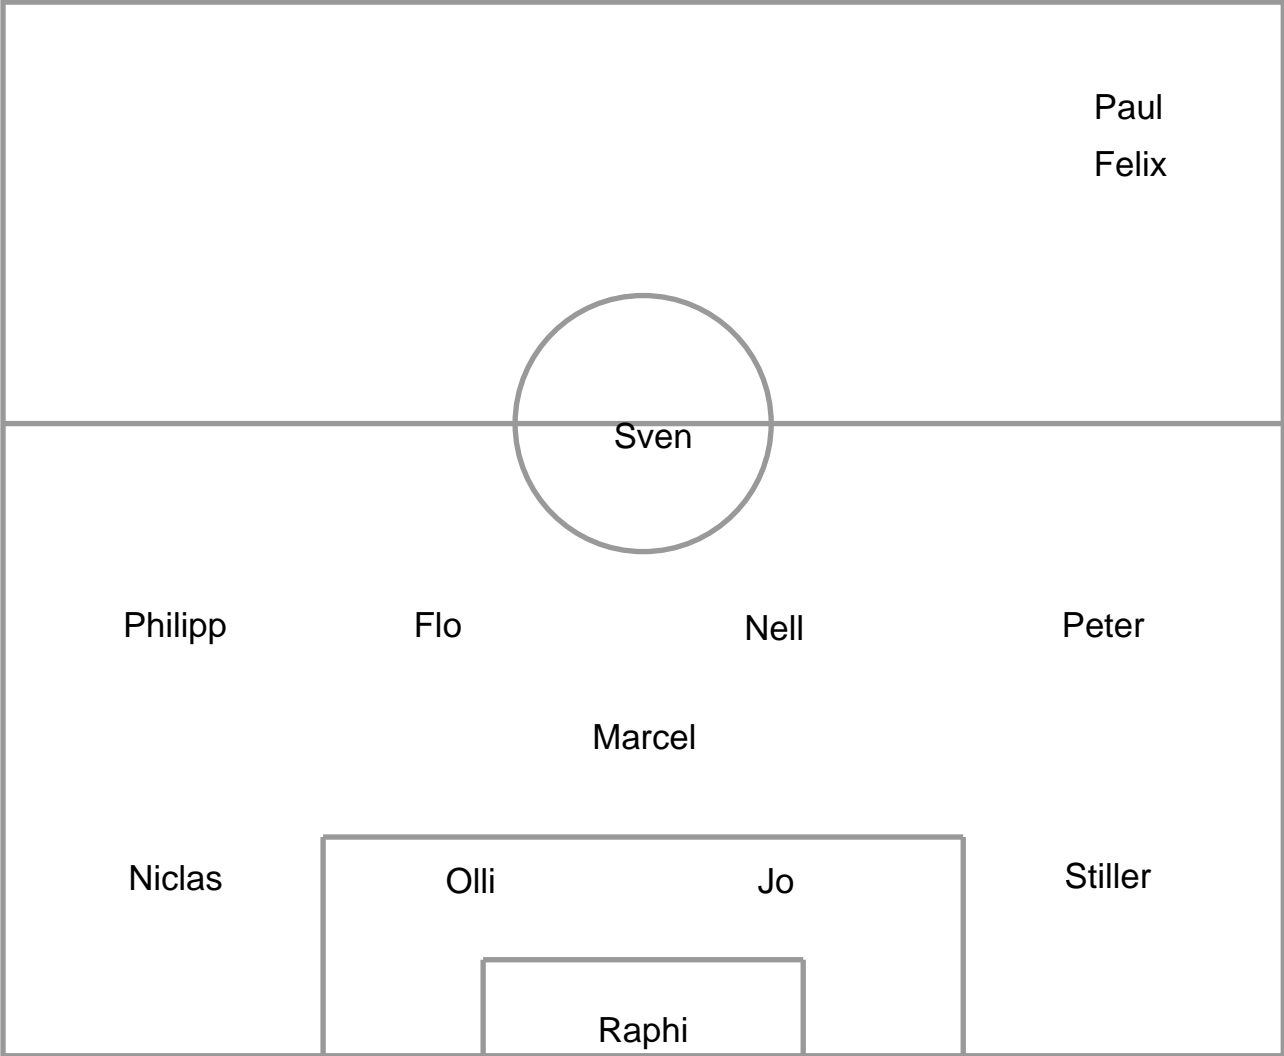 Paul
Felix
Sven
Philipp Flo Nell Peter
Marcel
Niclas Olli Jo Stiller
Raphi